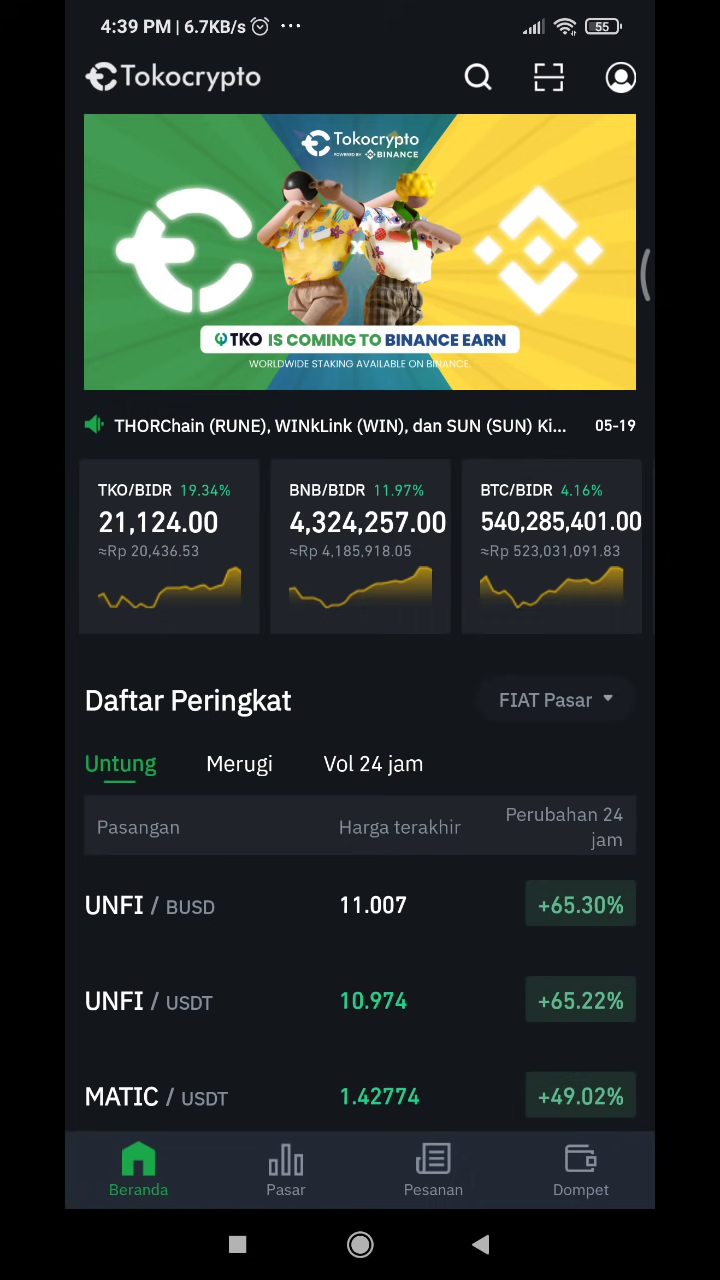 4:39 PM | 6.7KB/s ...
55
Tokocrypto
Tokocrypto
POWERED BY BINANCE
x
TKO IS COMING TO BINANCE EARN
WORLDWIDE STAKING AVAILABLE ON BINANCE.
THORChain (RUNE), WINkLink (WIN), dan SUN (SUN) Ki... 05-19
TKO/BIDR 19.34%
21,124.00
≈Rp 20,436.53
BNB/BIDR 11.97%
4,324,257.00
≈Rp 4,185,918.05
BTC/BIDR 4.16%
540,285,401.00
≈Rp 523,031,091.83
Daftar Peringkat
FIAT Pasar
Untung Merugi Vol 24 jam
Pasangan Harga terakhir Perubahan 24
jam
UNFI / BUSD 11.007 +65.30%
UNFI / USDT 10.974 +65.22%
MATIC / USDT 1.42774 +49.02%
Beranda Pasar Pesanan Dompet